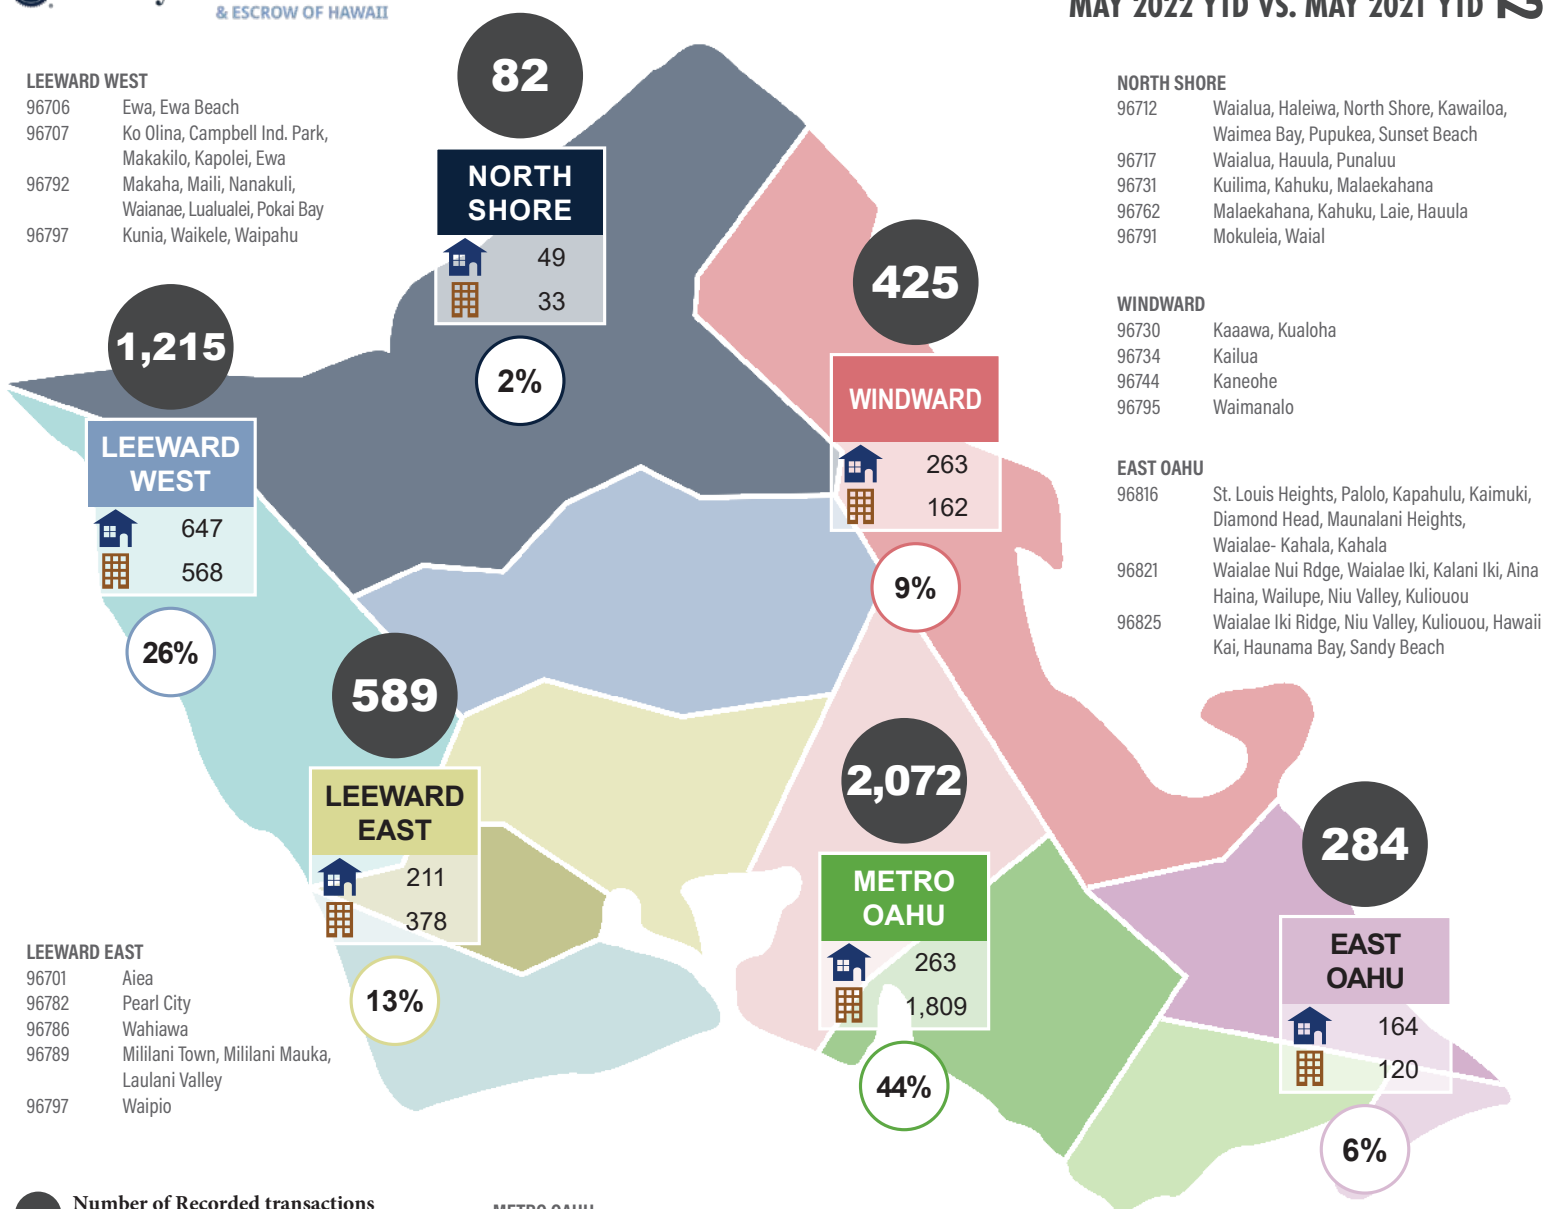 & ESCROW OF HAWAII
MAY 2022 YTD VS. MAY 2021 YTD
2
LEEWARD WEST
96706 Ewa, Ewa Beach
96707 Ko Olina, Campbell Ind. Park,
Makakilo, Kapolei, Ewa
96792 Makaha, Maili, Nanakuli,
Waianae, Lualualei, Pokai Bay
96797 Kunia, Waikele, Waipahu
82
NORTH
SHORE
49
33
2%
NORTH SHORE
96712 Waialua, Haleiwa, North Shore, Kawailoa,
Waimea Bay, Pupukea, Sunset Beach
96717 Waialua, Hauula, Punaluu
96731 Kuilima, Kahuku, Malaekahana
96762 Malaekahana, Kahuku, Laie, Hauula
96791 Mokuleia, Waial
425
WINDWARD
263
162
9%
WINDWARD
96730 Kaaawa, Kualoha
96734 Kailua
96744 Kaneohe
96795 Waimanalo
1,215
LEEWARD
WEST
647
568
26%
EAST OAHU
96816 St. Louis Heights, Palolo, Kapahulu, Kaimuki,
Diamond Head, Maunalani Heights,
Waialae- Kahala, Kahala
96821 Waialae Nui Rdge, Waialae Iki, Kalani Iki, Aina
Haina, Wailupe, Niu Valley, Kuliouou
96825 Waialae Iki Ridge, Niu Valley, Kuliouou, Hawaii
Kai, Haunama Bay, Sandy Beach
589
LEEWARD
EAST
211
378
13%
2,072
METRO
OAHU
263
1,809
44%
284
EAST
OAHU
164
120
6%
LEEWARD EAST
96701 Aiea
96782 Pearl City
96786 Wahiawa
96789 Mililani Town, Mililani Mauka,
Laulani Valley
96797 Waipio
Number of Recorded transactions
METRO OAHU